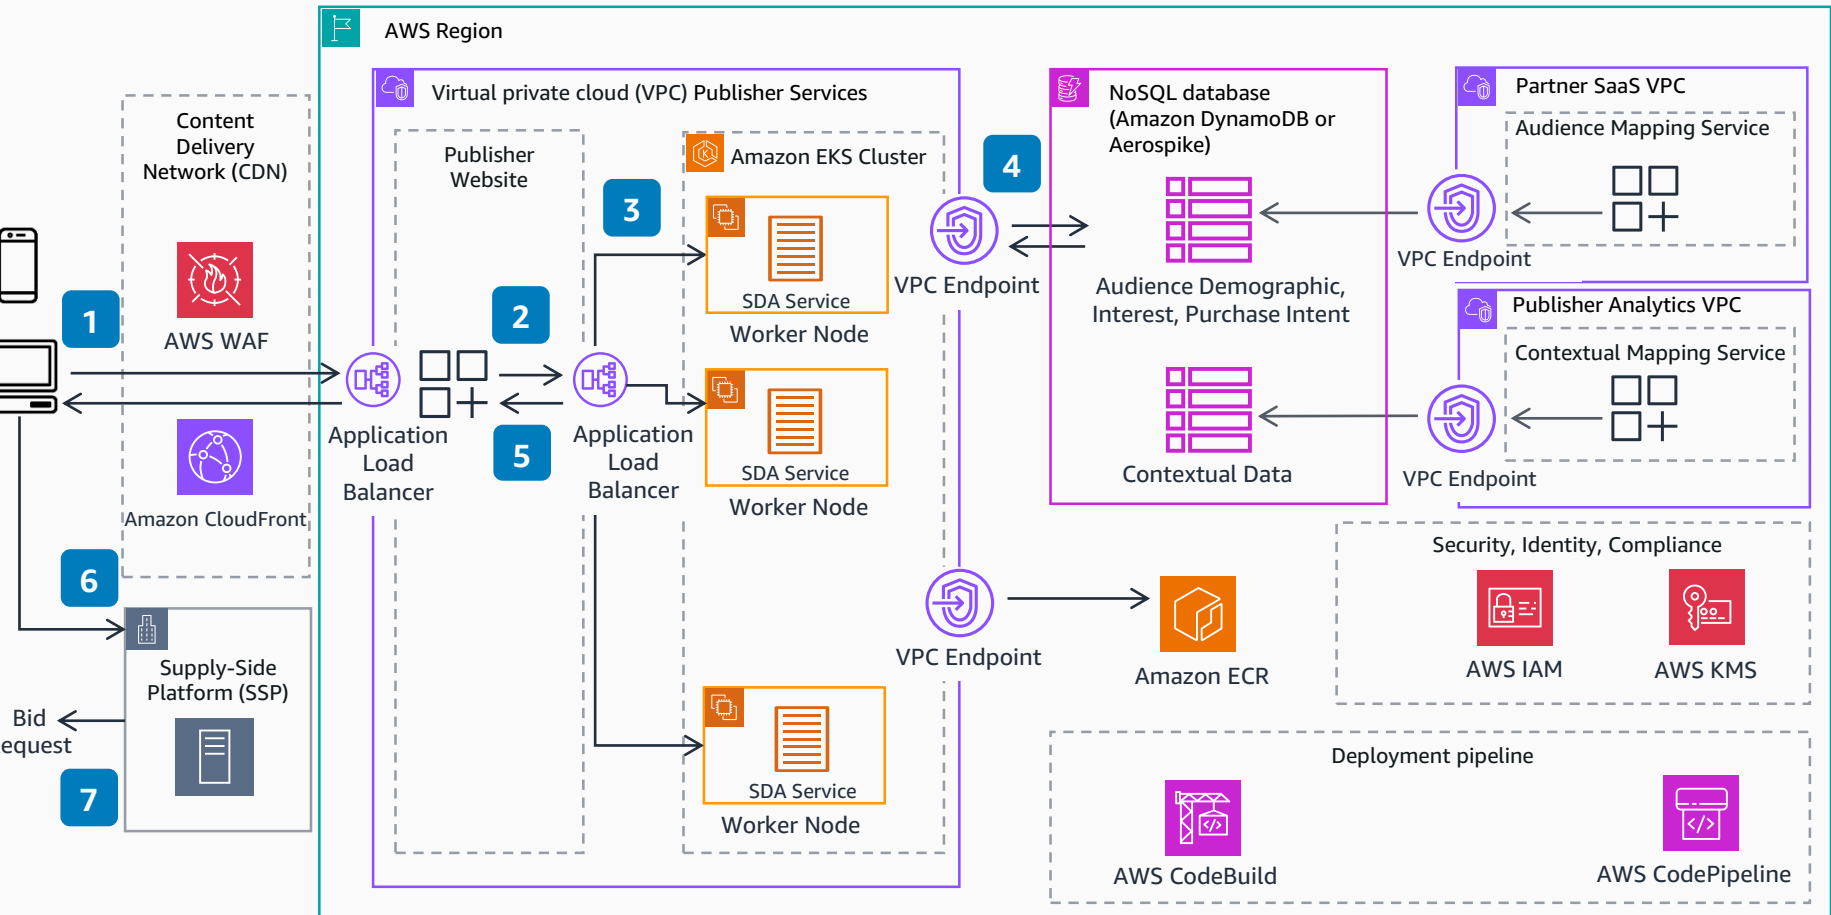 AWS Region
Content
Delivery
Network (CDN)
AWS WAF
Amazon CloudFront
1
6
Supply-Side
Platform (SSP)
Bid
equest
7
Virtual private cloud (VPC) Publisher Services
Publisher
Website
Application
Load
Balancer
2
5
3
Application
Load
Balancer
Amazon EKS Cluster
SDA Service
Worker Node
SDA Service
Worker Node
SDA Service
Worker Node
4
VPC Endpoint
VPC Endpoint
NoSQL database
(Amazon DynamoDB or
Aerospike)
Audience Demographic,
Interest, Purchase Intent
Contextual Data
Amazon ECR
Partner SaaS VPC
Audience Mapping Service
VPC Endpoint
Publisher Analytics VPC
Contextual Mapping Service
VPC Endpoint
Security, Identity, Compliance
AWS IAM
AWS KMS
Deployment pipeline
AWS CodeBuild
AWS CodePipeline